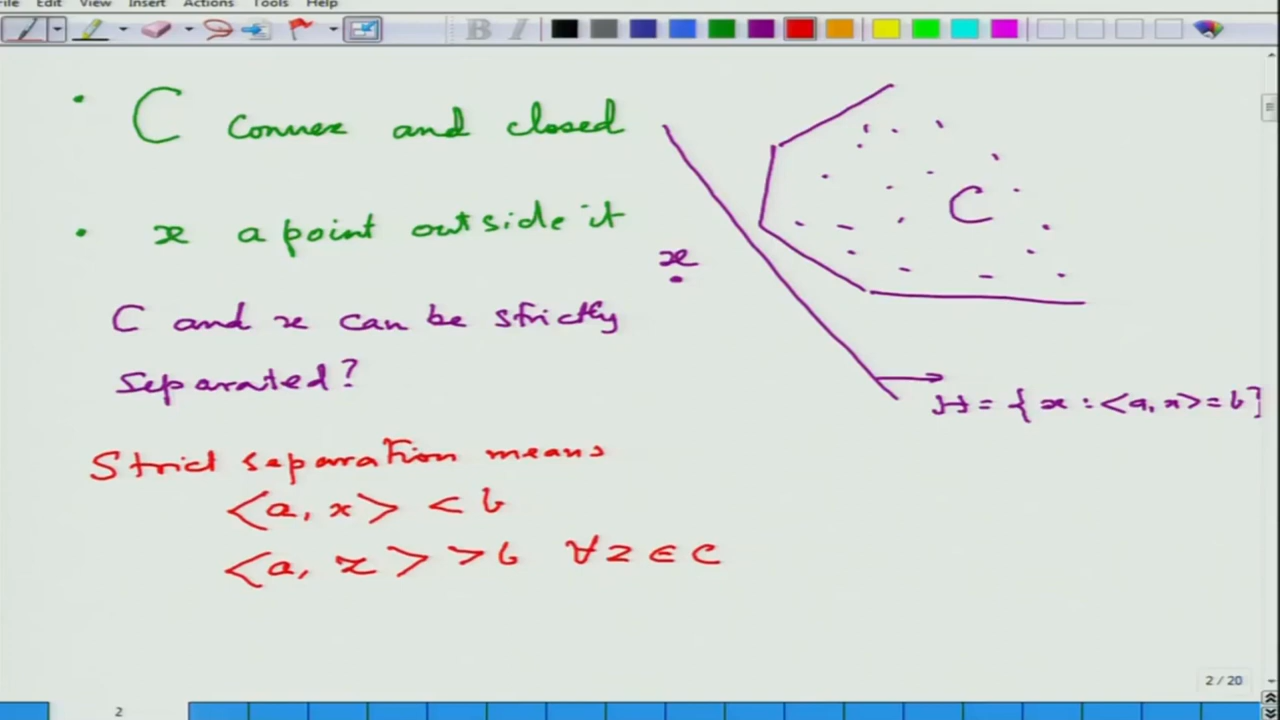 File Edit View Insert Actions Tools Help
B I
• C convex and closed
• x a point outside it
C and x can be strictly
separated?
Strict separation means
<a, x> < b
<a, z> > b ∀z ∈ C
C
x
H = {x : <a, x> = b}
2 / 20
2